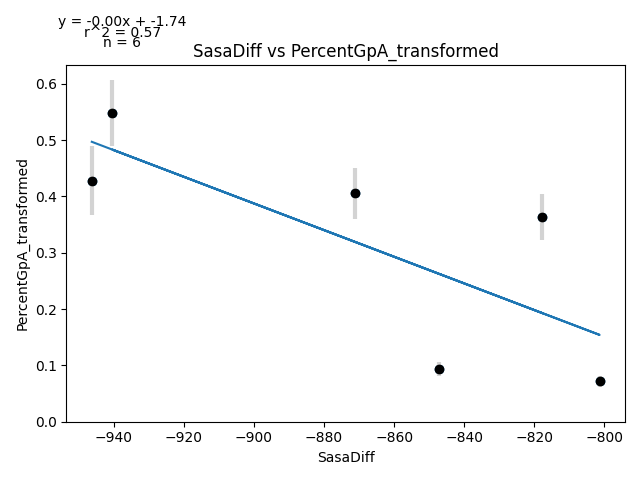 y = -0.00x + -1.74
r^2 = 0.57
n = 6
SasaDiff vs PercentGpA_transformed
PercentGpA_transformed
0.6
0.5
0.4
0.3
0.2
0.1
0.0
−940 −920 −900 −880 −860 −840 −820 −800
SasaDiff